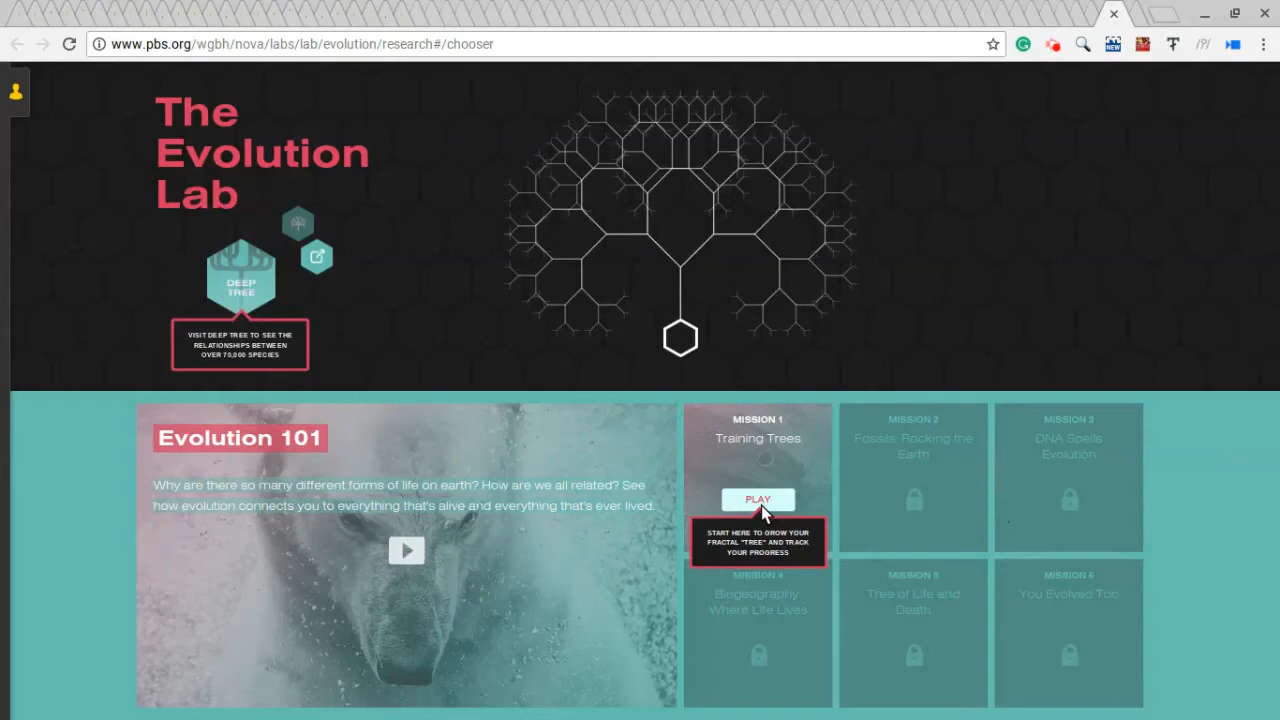 www.pbs.org/wgbh/nova/labs/lab/evolution/research#/chooser
NEW
The
Evolution
Lab
DEEP
TREE
VISIT DEEP TREE TO SEE THE
RELATIONSHIPS BETWEEN
OVER 70,000 SPECIES
Evolution 101
Why are there so many different forms of life on earth? How are we all related? See
how evolution connects you to everything that's alive and everything that's ever lived.
MISSION 1
Training Trees
PLAY
START HERE TO GROW YOUR
FRACTAL "TREE" AND TRACK
YOUR PROGRESS
MISSION 2
Fossils: Rocking the
Earth
MISSION 3
DNA Spells
Evolution
MISSION 4
Biogeography:
Where Life Lives
MISSION 5
Tree of Life and
Death
MISSION 6
You Evolved Too